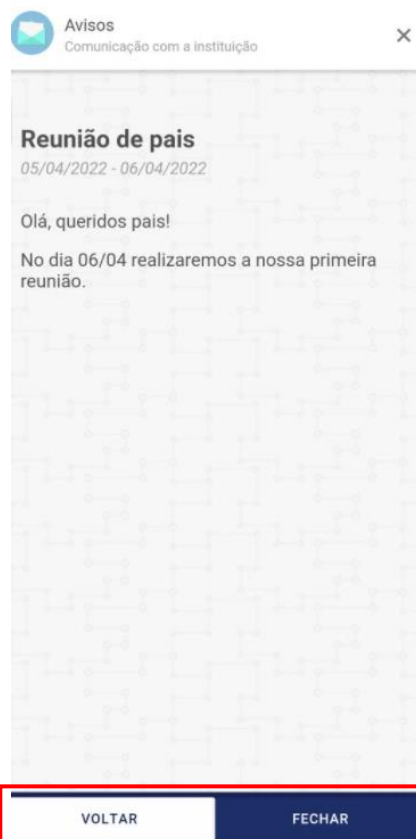 Avisos
Comunicação com a instituição
Reunião de pais
05/04/2022 - 06/04/2022
Olá, queridos pais!
No dia 06/04 realizaremos a nossa primeira
reunião.
VOLTAR
FECHAR